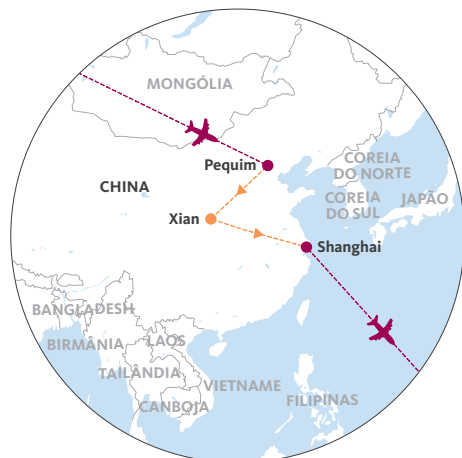 MONGÓLIA
Pequim
COREIA
DO NORTE
CHINA
COREIA
DO SUL
JAPÃO
Xian
Shanghai
BANGLADESH
BIRMÂNIA
LAOS
TAILÂNDIA
VIETNAME
CANBOJA
FILIPINAS